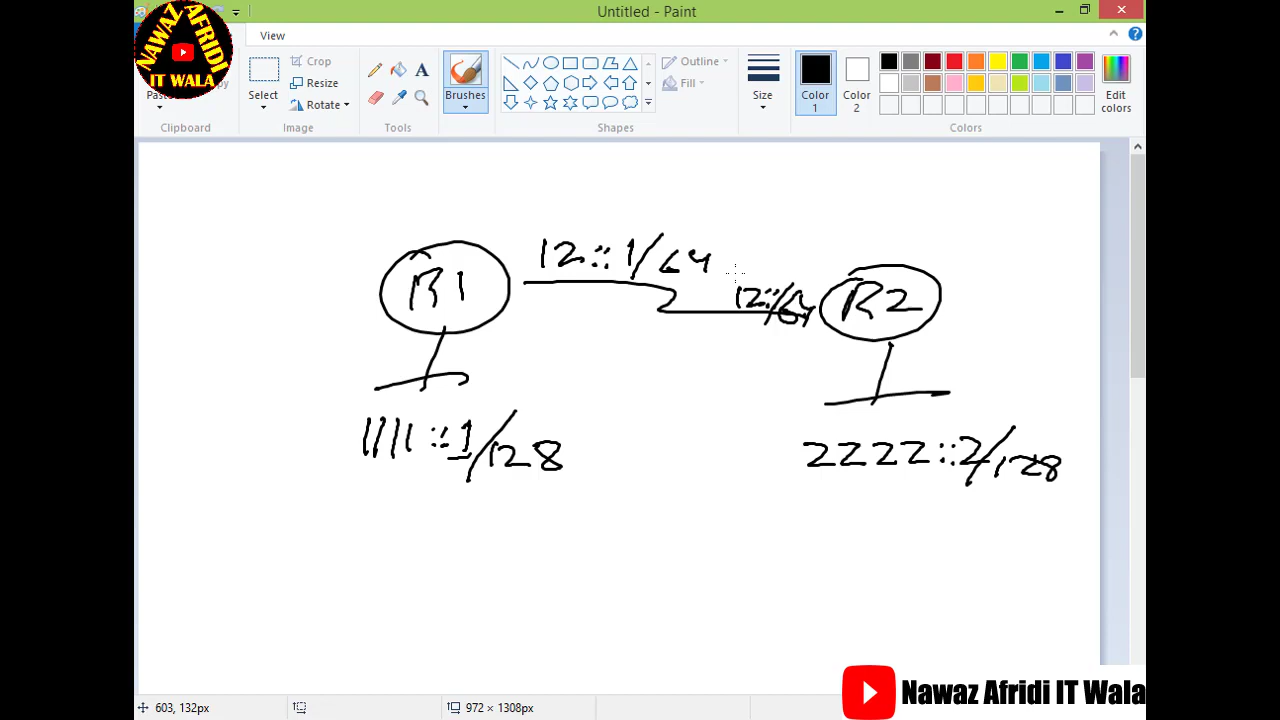 Untitled - Paint
NAWAZ AFRIDI
IT WALA
View
Paste
Crop
Resize
Rotate
Select
Brushes
Outline
Fill
Size
Color 1
Color 2
Edit colors
Clipboard
Image
Tools
Shapes
Colors
12::1/64
R1
12::/64
R2
1111::1/128
2222::2/128
603, 132px
972 × 1308px
Nawaz Afridi IT Wala